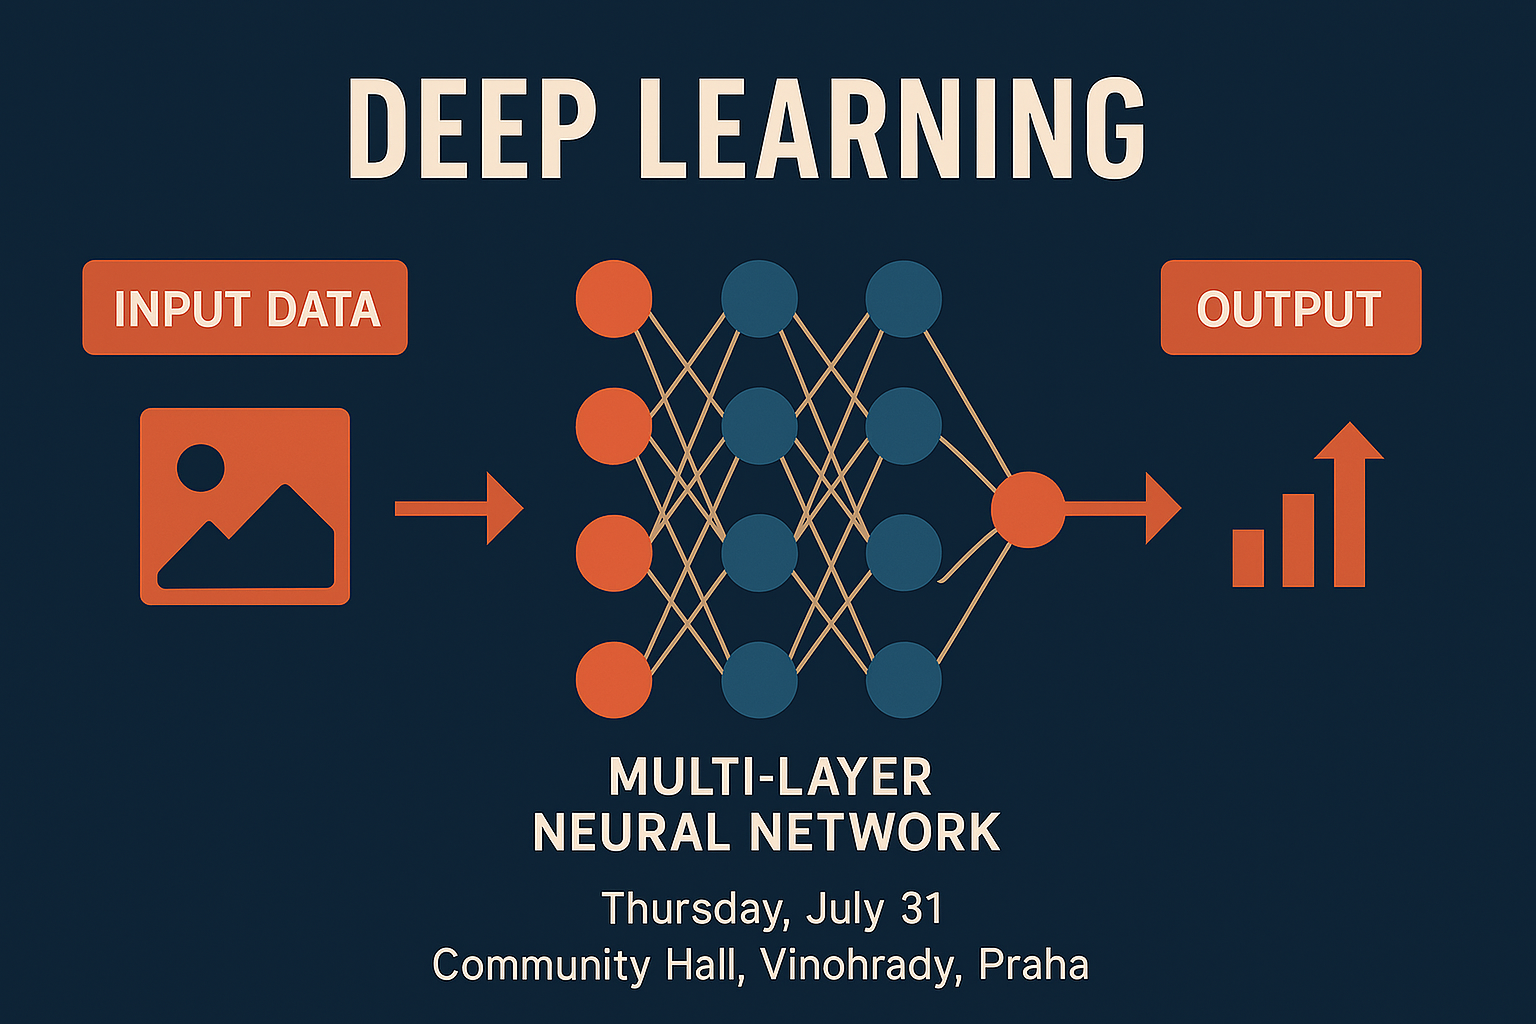 DEEP LEARNING
INPUT DATA
OUTPUT
MULTI-LAYER
NEURAL NETWORK
Thursday, July 31
Community Hall, Vinohrady, Praha